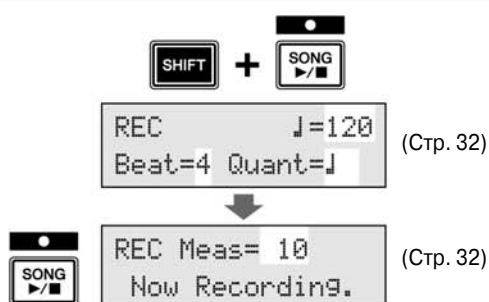 SHIFT + SONG ▶/■
REC ♩=120
Beat=4 Quant=♩
(Стр. 32)
SONG ▶/■
REC Meas= 10
Now Recording.
(Стр. 32)